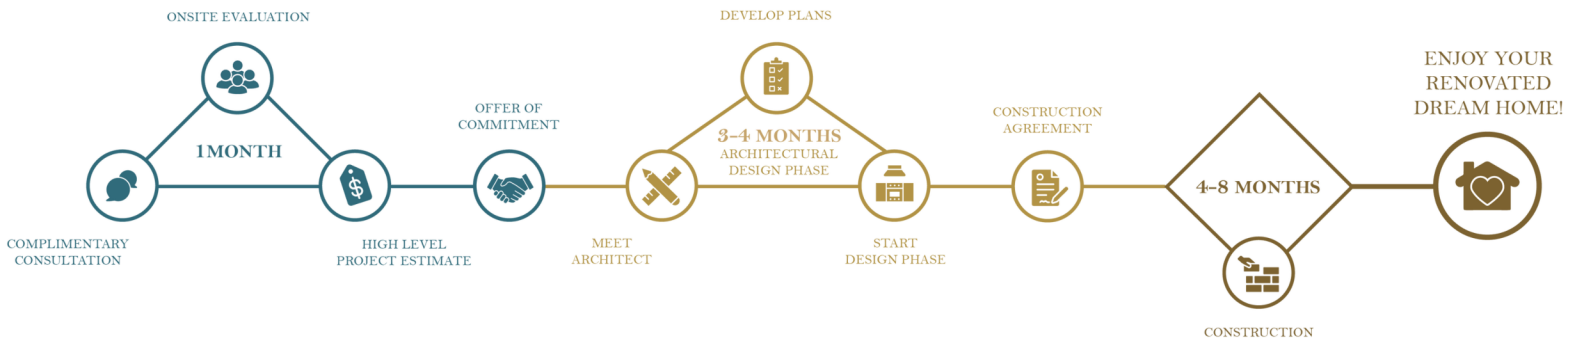 ONSITE EVALUATION
1 MONTH
COMPLIMENTARY
CONSULTATION
$
HIGH LEVEL
PROJECT ESTIMATE
OFFER OF
COMMITMENT
DEVELOP PLANS
3-4 MONTHS
ARCHITECTURAL
DESIGN PHASE
MEET
ARCHITECT
START
DESIGN PHASE
CONSTRUCTION
AGREEMENT
4-8 MONTHS
CONSTRUCTION
ENJOY YOUR
RENOVATED
DREAM HOME!